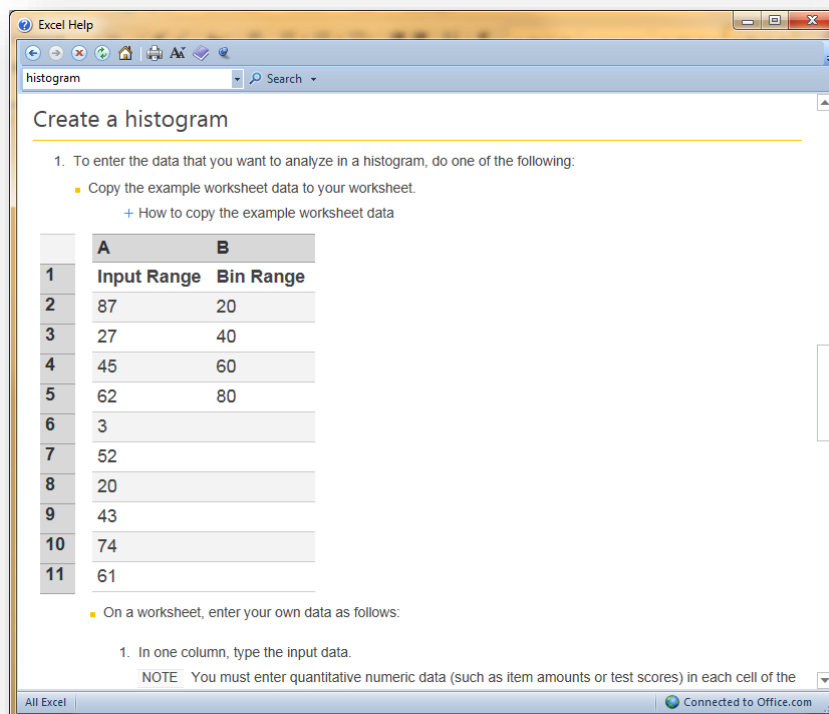 Excel Help
histogram
Search
Create a histogram
1. To enter the data that you want to analyze in a histogram, do one of the following:
Copy the example worksheet data to your worksheet.
+ How to copy the example worksheet data
A B
1 Input Range Bin Range
2 87 20
3 27 40
4 45 60
5 62 80
6 3
7 52
8 20
9 43
10 74
11 61
On a worksheet, enter your own data as follows:
1. In one column, type the input data.
NOTE You must enter quantitative numeric data (such as item amounts or test scores) in each cell of the
All Excel Connected to Office.com